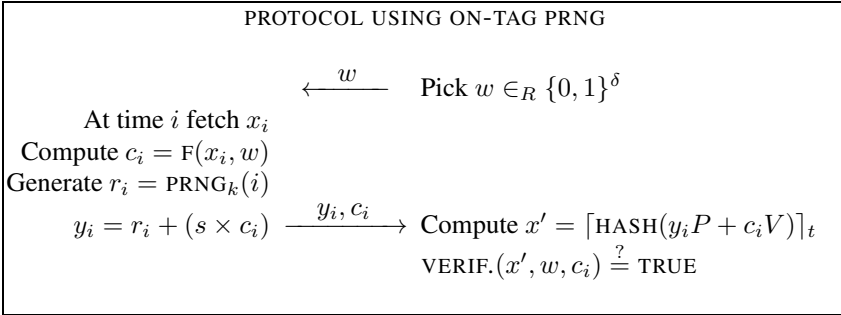 PROTOCOL USING ON-TAG PRNG
w
Pick w ∈_R {0, 1}^δ
At time i fetch x_i
Compute c_i = F(x_i, w)
Generate r_i = PRNG_k(i)
y_i = r_i + (s × c_i) y_i, c_i Compute x′ = ⌈HASH(y_iP + c_iV)⌉_t
VERIF.(x′, w, c_i) ≟ TRUE